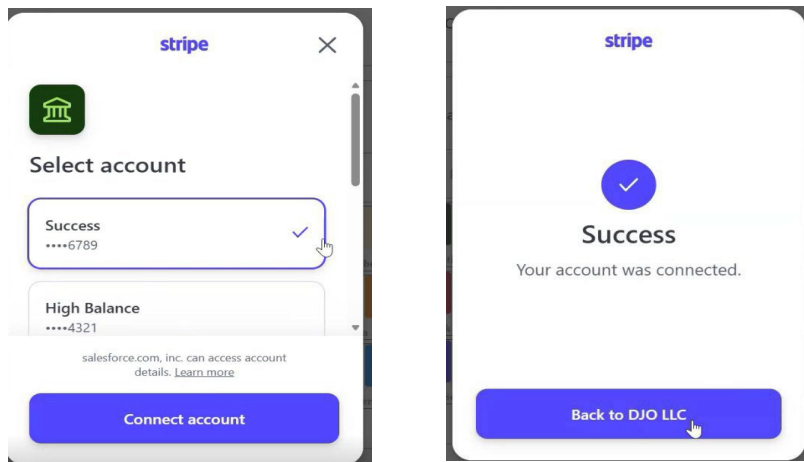 stripe
Select account
Success
••••6789
High Balance
••••4321
salesforce.com, inc. can access account
details. Learn more
Connect account
stripe
Success
Your account was connected.
Back to DJO LLC